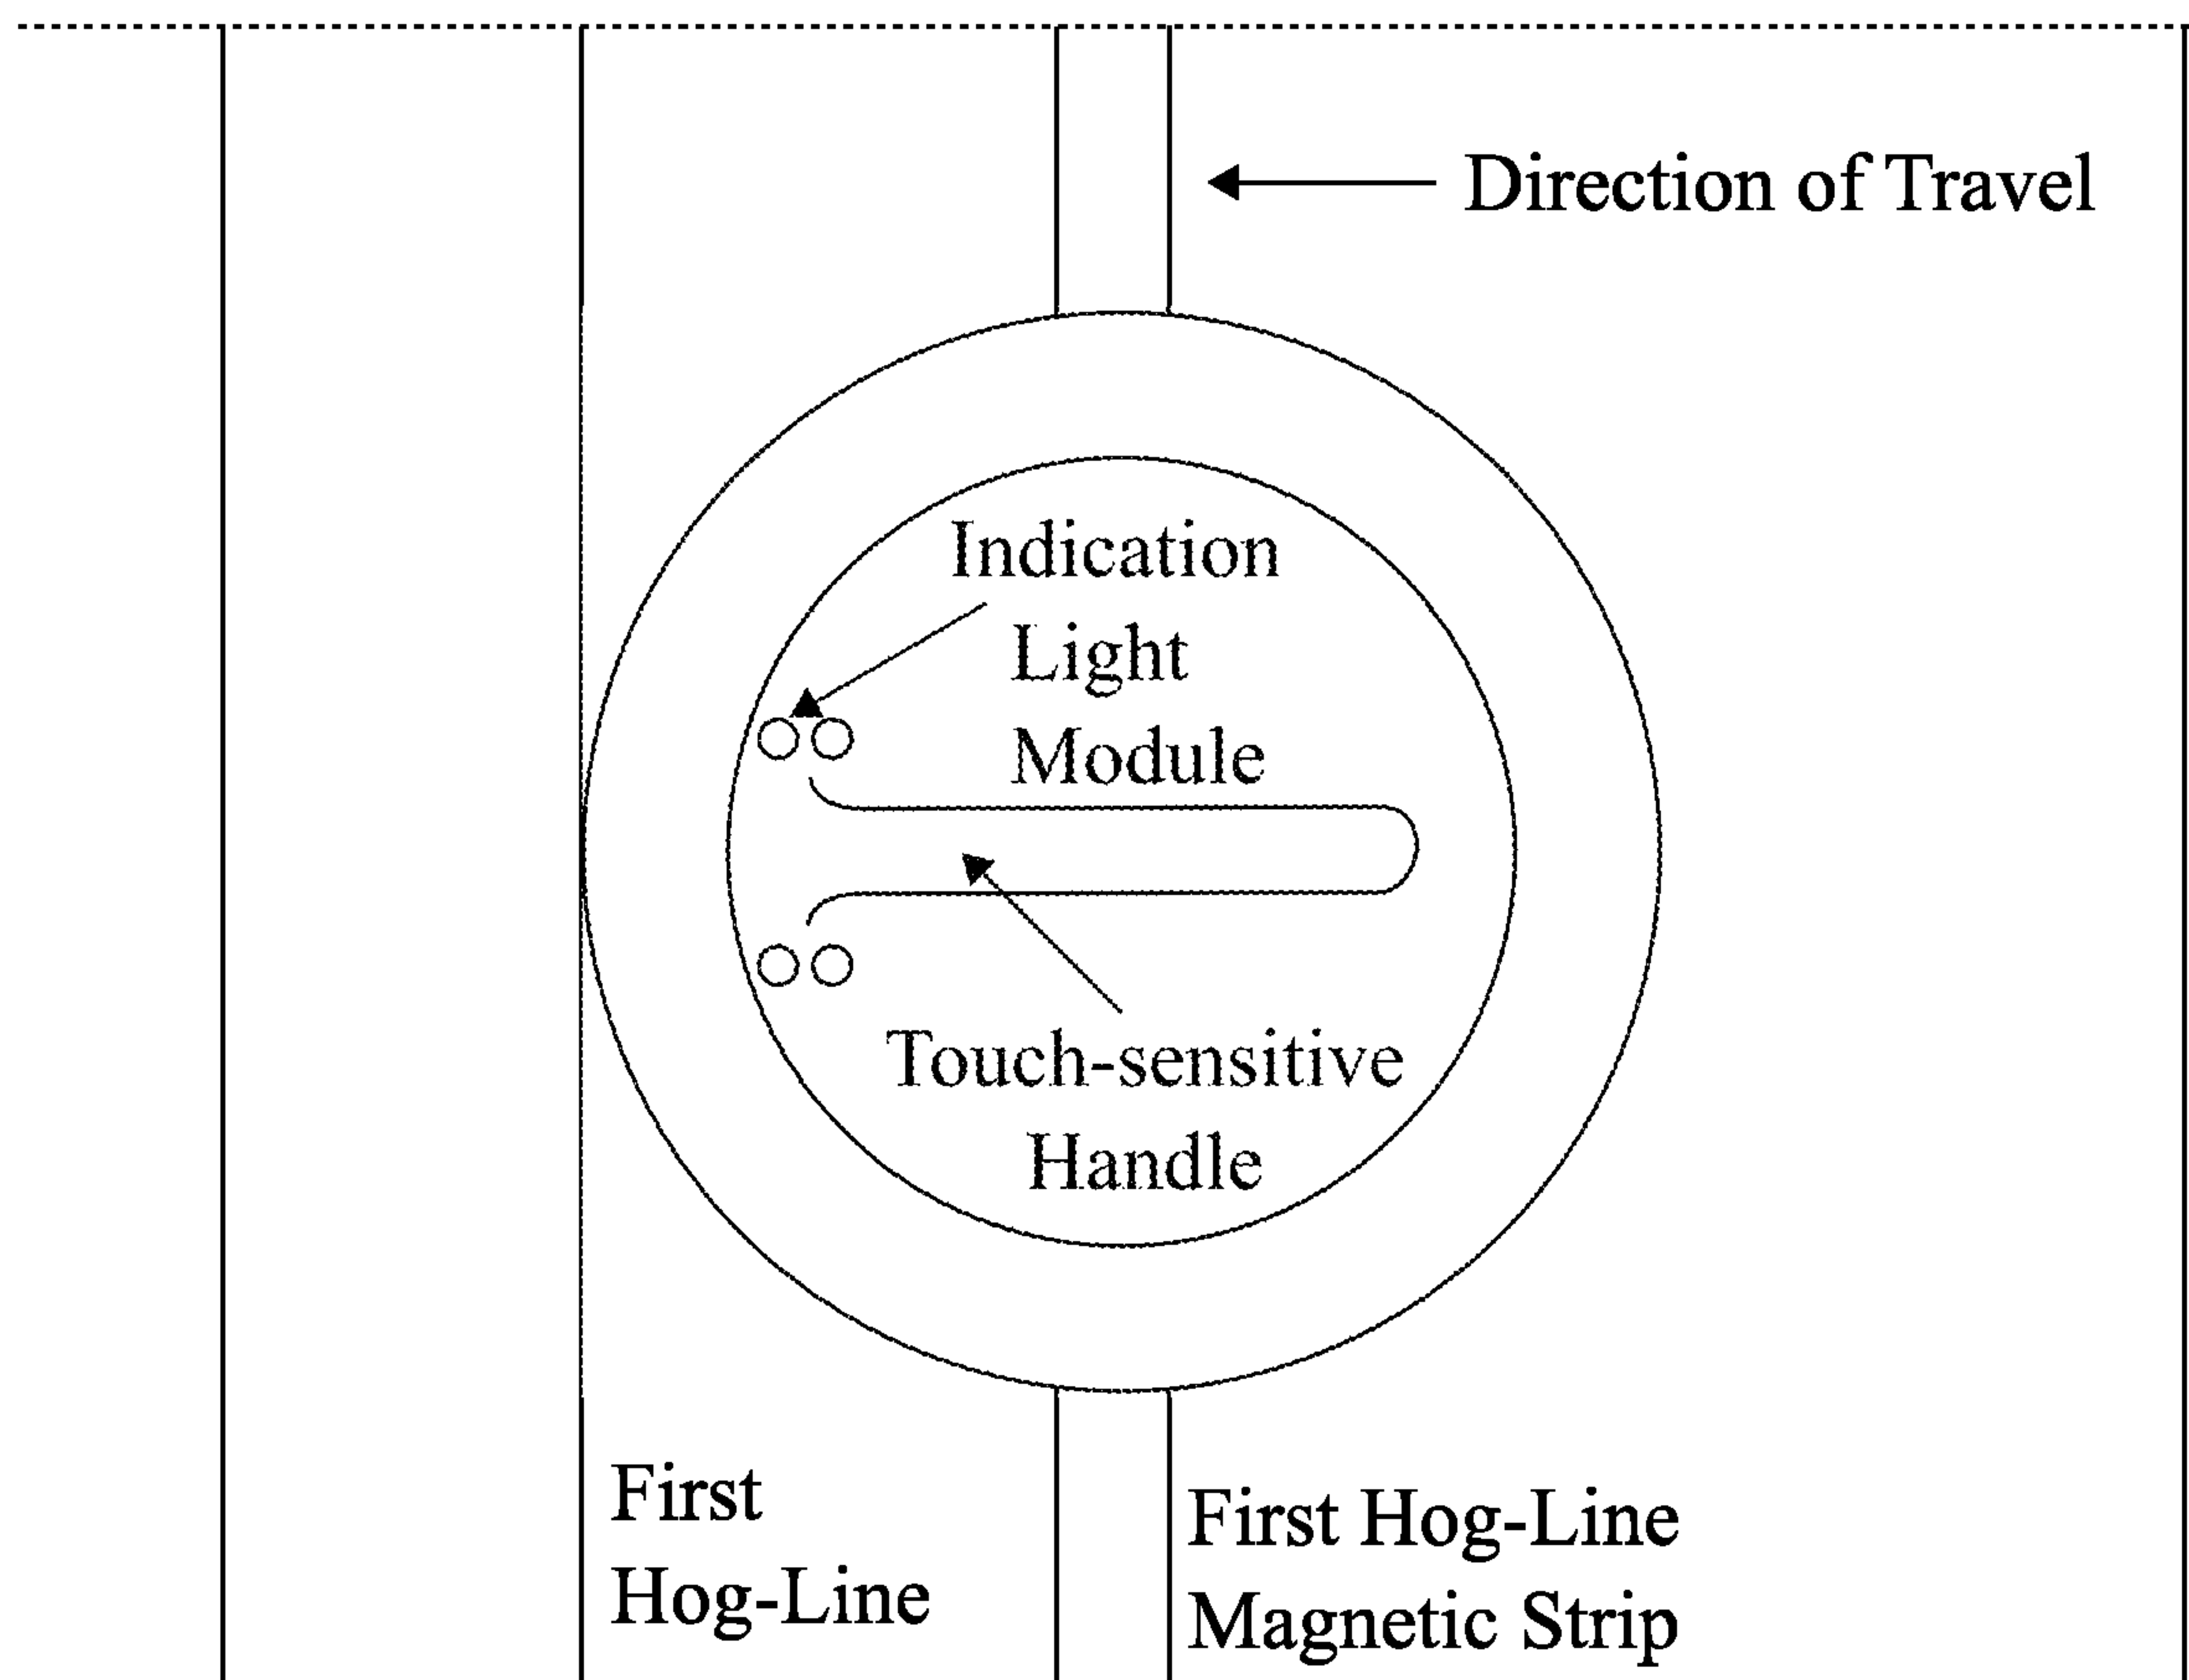 Direction of Travel
Indication
Light
Module
Touch-sensitive
Handle
First
Hog-Line
First Hog-Line
Magnetic Strip